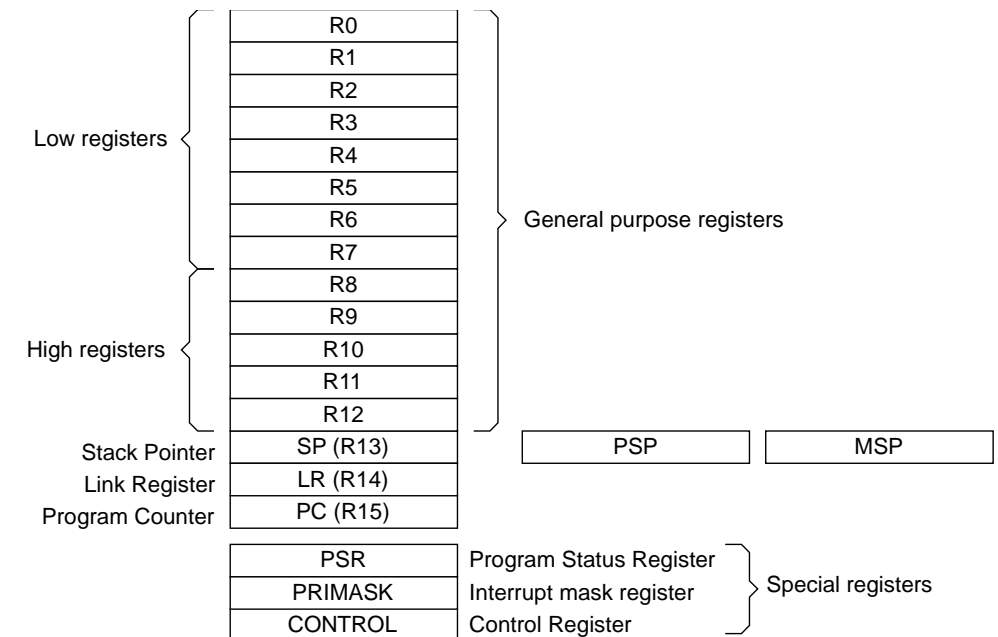 R0
R1
R2
R3
Low registers
R4
R5
R6
General purpose registers
R7
R8
R9
High registers
R10
R11
R12
Stack Pointer SP (R13) PSP MSP
Link Register LR (R14)
Program Counter PC (R15)
PSR Program Status Register
PRIMASK Interrupt mask register Special registers
CONTROL Control Register